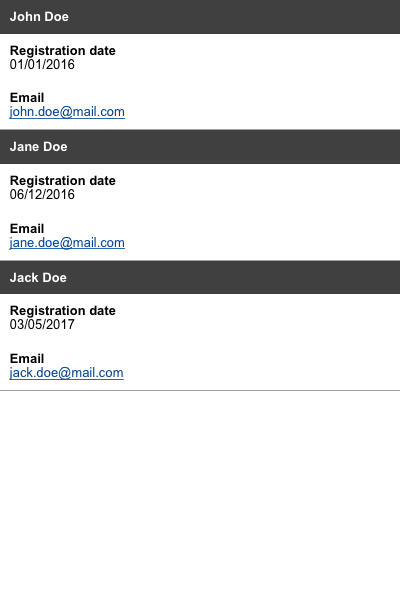 John Doe
Registration date
01/01/2016
Email
john.doe@mail.com
Jane Doe
Registration date
06/12/2016
Email
jane.doe@mail.com
Jack Doe
Registration date
03/05/2017
Email
jack.doe@mail.com